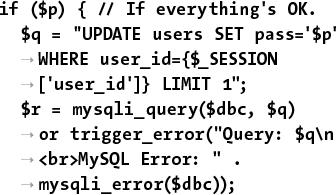 if ($p) { // If everything's OK.
$q = "UPDATE users SET pass='$p'
→WHERE user_id={$_SESSION
→['user_id']} LIMIT 1";
$r = mysqli_query($dbc, $q)
→or trigger_error("Query: $q\n
→<br>MySQL Error: " .
→mysqli_error($dbc));